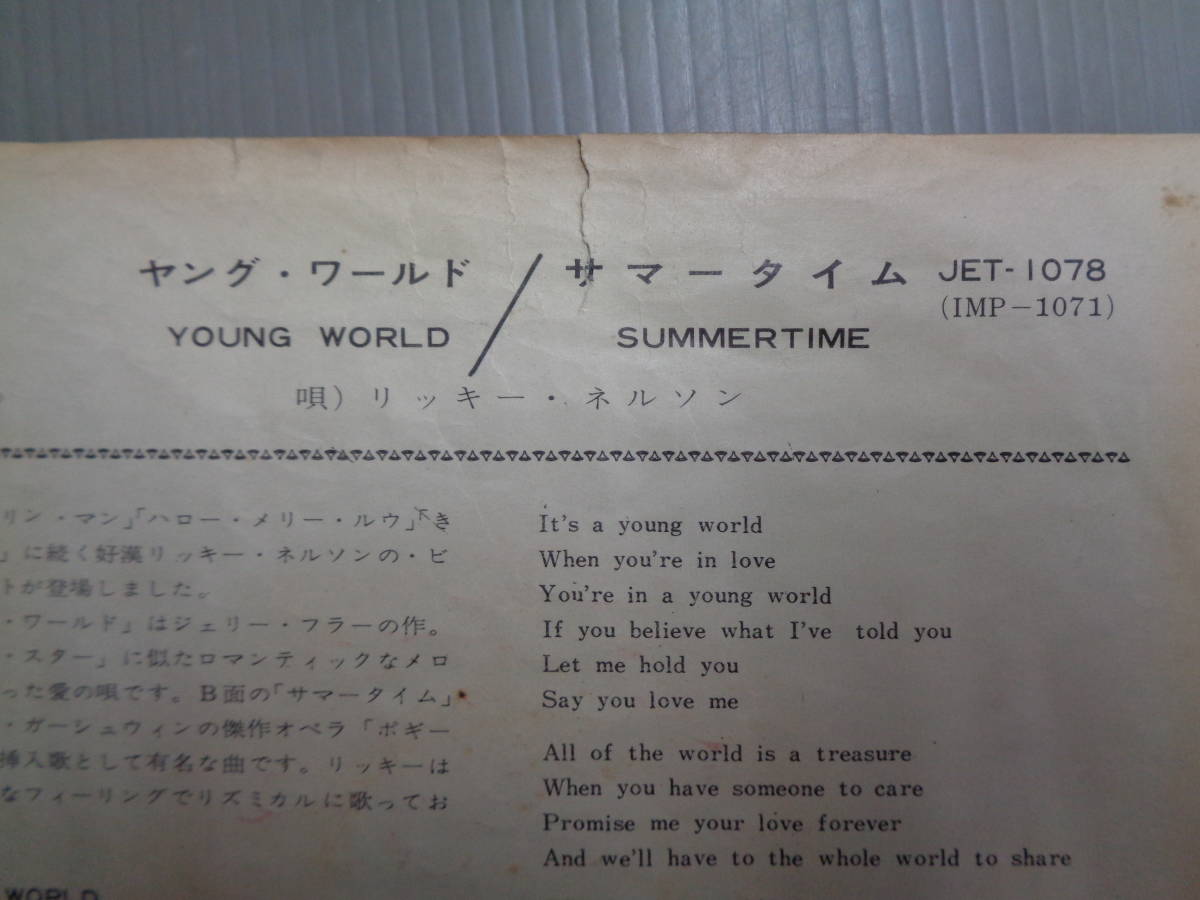 ヤング・ワールド / サマータイム JET-1078
(IMP-1071)
YOUNG WORLD SUMMERTIME
唄) リッキー・ネルソン
リン・マン」「ハロー・メリー・ルウ」下き
」に続く好漢リッキー・ネルソンの・ビ
トが登場しました。
・ワールド」はジェリー・フラーの作。
・スター」に似たロマンティックなメロ
った愛の唄です。B面の「サマータイム」
・ガーシュウィンの傑作オペラ「ポギー
挿入歌として有名な曲です。リッキーは
なフィーリングでリズミカルに歌ってお
WORLD
It's a young world
When you're in love
You're in a young world
If you believe what I've told you
Let me hold you
Say you love me
All of the world is a treasure
When you have someone to care
Promise me your love forever
And we'll have to the whole world to share